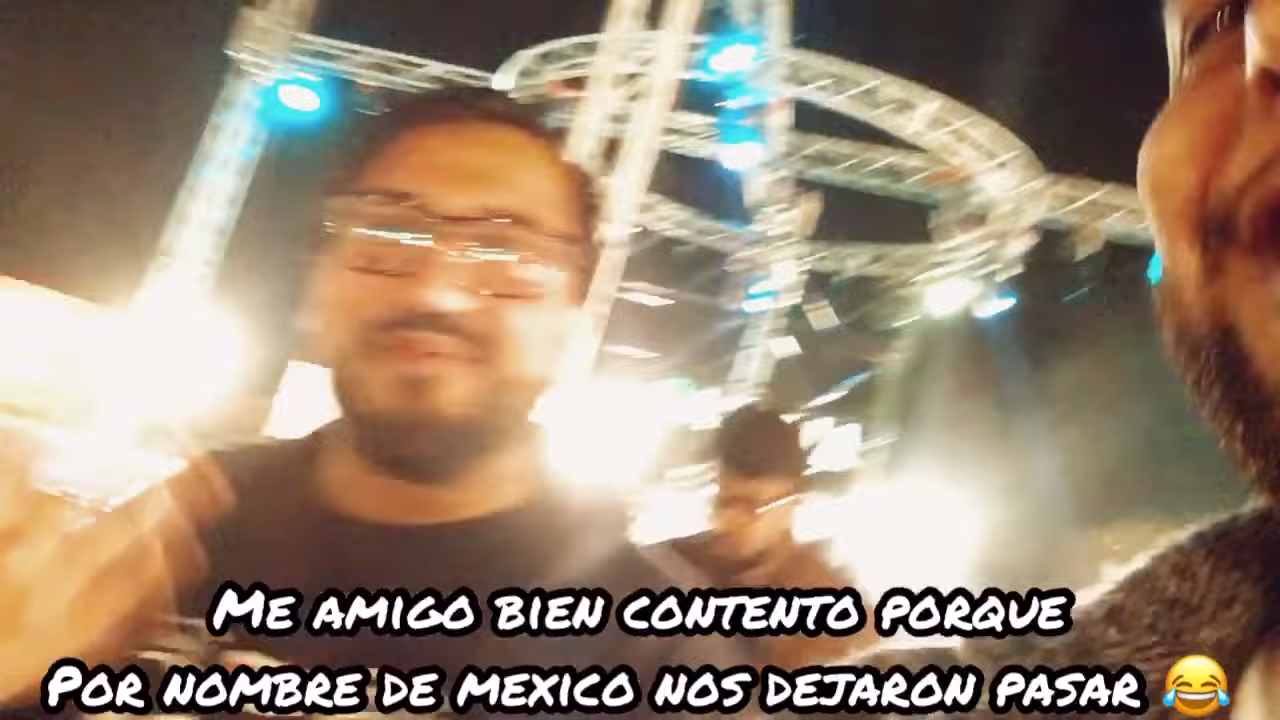 Me amigo bien contento porque
Por nombre de mexico nos dejaron pasar 😂